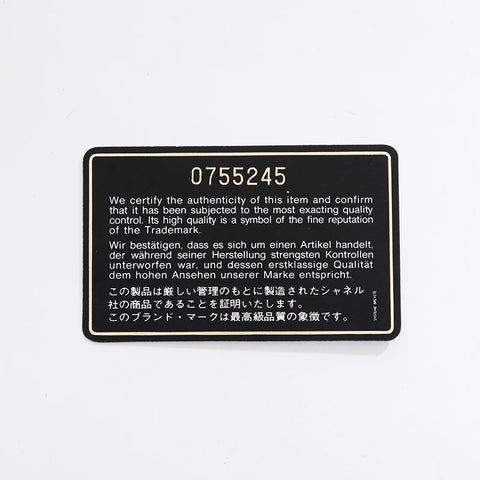 0755245
We certify the authenticity of this item and confirm
that it has been subjected to the most exacting quality
control. Its high quality is a symbol of the fine reputation
of the Trademark.
Wir bestätigen, dass es sich um einen Artikel handelt,
der während seiner Herstellung strengsten Kontrollen
unterworfen war, und dessen erstklassige Qualität
dem hohen Ansehen unserer Marke entspricht.
この製品は厳しい管理のもとに製造されたシャネル
社の商品であることを証明いたします。
このブランド・マークは最高級品質の象徴です。